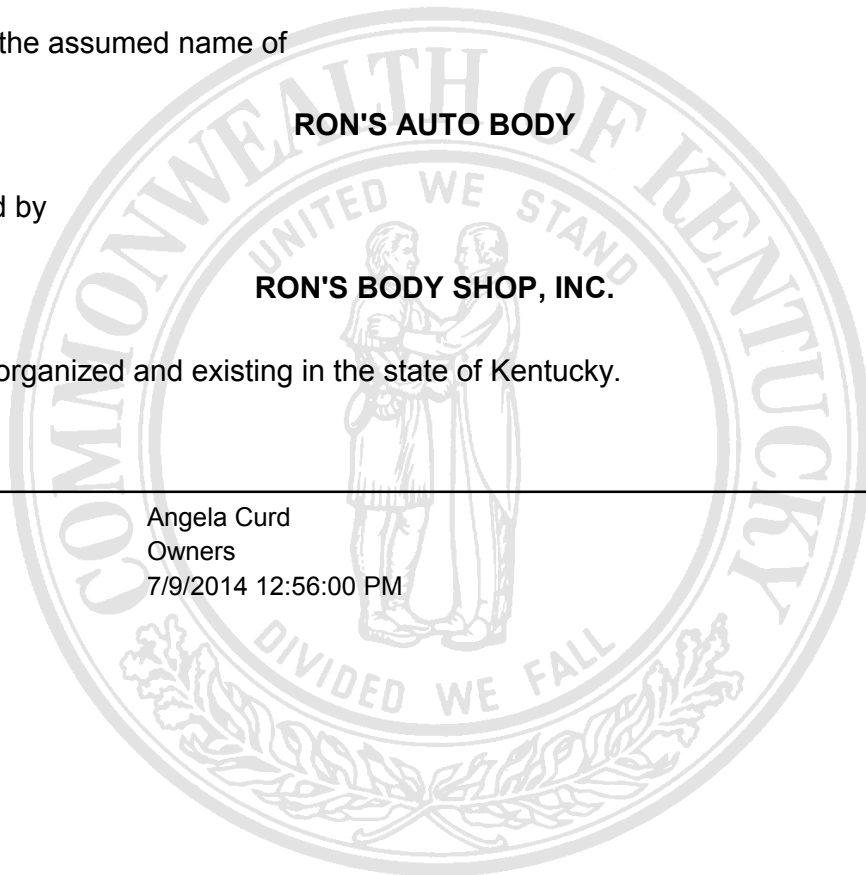 the assumed name of
RON'S AUTO BODY
d by
RON'S BODY SHOP, INC.
organized and existing in the state of Kentucky.
Angela Curd
Owners
7/9/2014 12:56:00 PM
COMMONWEALTH OF KENTUCKY
UNITED WE STAND
DIVIDED WE FALL